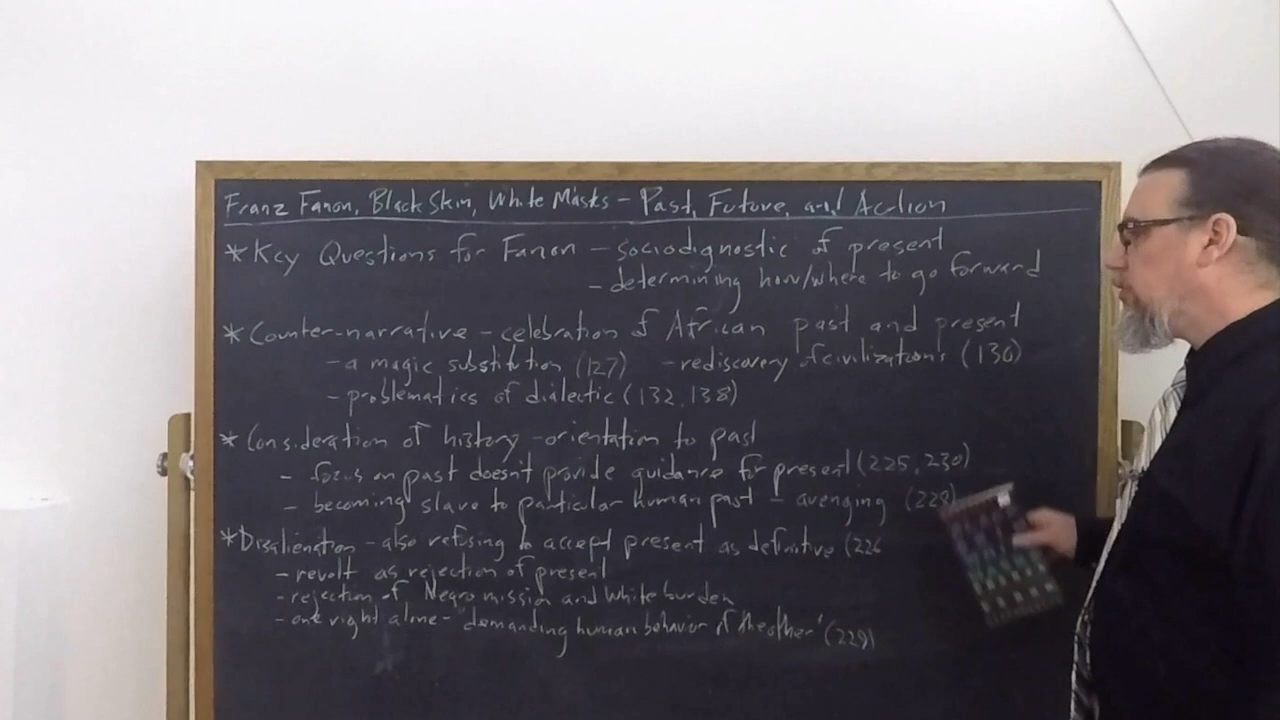 Franz Fanon, Black Skin, White Masks - Past, Future, and Action
* Key Questions for Fanon - sociodignostic of present
- determining how/where to go forward
* Counter-narrative - celebration of African past and present
- a magic substitution (127) - rediscovery of civilizations (130)
- problematics of dialectic (132, 138)
* Consideration of history - orientation to past
- focus on past doesn't provide guidance for present (225, 230)
- becoming slave to particular human past - avenging
* Disalienation - also refusing to accept present as definitive (226
- revolt as rejection of present
- rejection of Negro mission and White burden
- one right alone - "demanding human behavior of the other" (229)